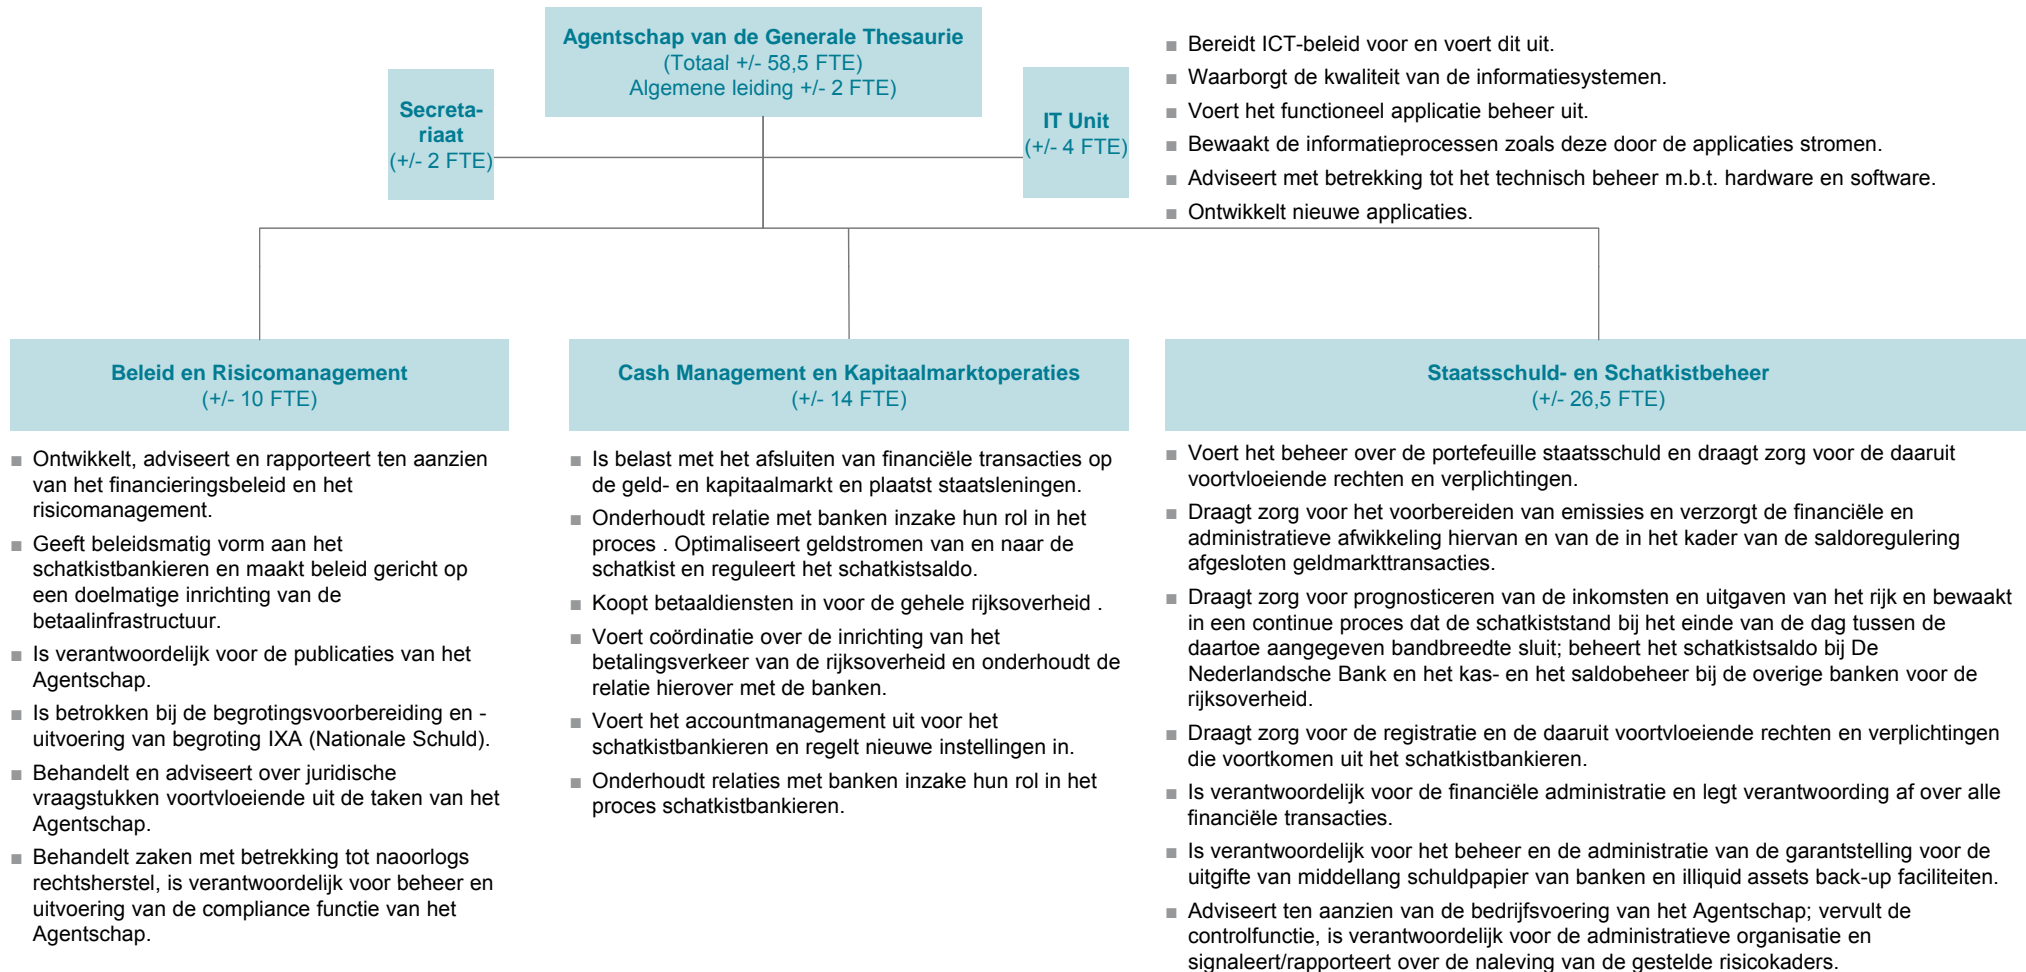 Agentschap van de Generale Thesaurie
(Totaal +/- 58,5 FTE)
Algemene leiding +/- 2 FTE)
Secreta-
riaat
(+/- 2 FTE)
IT Unit
(+/- 4 FTE)
■ Bereidt ICT-beleid voor en voert dit uit.
■ Waarborgt de kwaliteit van de informatiesystemen.
■ Voert het functioneel applicatie beheer uit.
■ Bewaakt de informatieprocessen zoals deze door de applicaties stromen.
■ Adviseert met betrekking tot het technisch beheer m.b.t. hardware en software.
■ Ontwikkelt nieuwe applicaties.
Beleid en Risicomanagement
(+/- 10 FTE)
■ Ontwikkelt, adviseert en rapporteert ten aanzien
van het financieringsbeleid en het
risicomanagement.
■ Geeft beleidsmatig vorm aan het
schatkistbankieren en maakt beleid gericht op
een doelmatige inrichting van de
betaalinfrastructuur.
■ Is verantwoordelijk voor de publicaties van het
Agentschap.
■ Is betrokken bij de begrotingsvoorbereiding en -
uitvoering van begroting IXA (Nationale Schuld).
■ Behandelt en adviseert over juridische
vraagstukken voortvloeiende uit de taken van het
Agentschap.
■ Behandelt zaken met betrekking tot naoorlogs
rechtsherstel, is verantwoordelijk voor beheer en
uitvoering van de compliance functie van het
Agentschap.
Cash Management en Kapitaalmarktoperaties
(+/- 14 FTE)
■ Is belast met het afsluiten van financiële transacties op
de geld- en kapitaalmarkt en plaatst staatsleningen.
■ Onderhoudt relatie met banken inzake hun rol in het
proces . Optimaliseert geldstromen van en naar de
schatkist en reguleert het schatkistsaldo.
■ Koopt betaaldiensten in voor de gehele rijksoverheid .
■ Voert coördinatie over de inrichting van het
betalingsverkeer van de rijksoverheid en onderhoudt de
relatie hierover met de banken.
■ Voert het accountmanagement uit voor het
schatkistbankieren en regelt nieuwe instellingen in.
■ Onderhoudt relaties met banken inzake hun rol in het
proces schatkistbankieren.
Staatsschuld- en Schatkistbeheer
(+/- 26,5 FTE)
■ Voert het beheer over de portefeuille staatsschuld en draagt zorg voor de daaruit
voortvloeiende rechten en verplichtingen.
■ Draagt zorg voor het voorbereiden van emissies en verzorgt de financiële en
administratieve afwikkeling hiervan en van de in het kader van de saldoregulering
afgesloten geldmarkttransacties.
■ Draagt zorg voor prognosticeren van de inkomsten en uitgaven van het rijk en bewaakt
in een continue proces dat de schatkiststand bij het einde van de dag tussen de
daartoe aangegeven bandbreedte sluit; beheert het schatkistsaldo bij De
Nederlandsche Bank en het kas- en het saldobeheer bij de overige banken voor de
rijksoverheid.
■ Draagt zorg voor de registratie en de daaruit voortvloeiende rechten en verplichtingen
die voortkomen uit het schatkistbankieren.
■ Is verantwoordelijk voor de financiële administratie en legt verantwoording af over alle
financiële transacties.
■ Is verantwoordelijk voor het beheer en de administratie van de garantstelling voor de
uitgifte van middellang schuldpapier van banken en illiquid assets back-up faciliteiten.
■ Adviseert ten aanzien van de bedrijfsvoering van het Agentschap; vervult de
controlfunctie, is verantwoordelijk voor de administratieve organisatie en
signaleert/rapporteert over de naleving van de gestelde risicokaders.